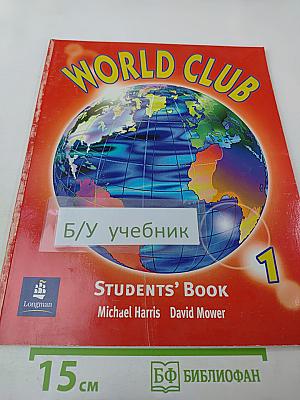 WORLD CLUB
Б/У учебник
1
STUDENTS' BOOK
Longman
Michael Harris David Mower
15 см
БФ БИБЛИОФАН